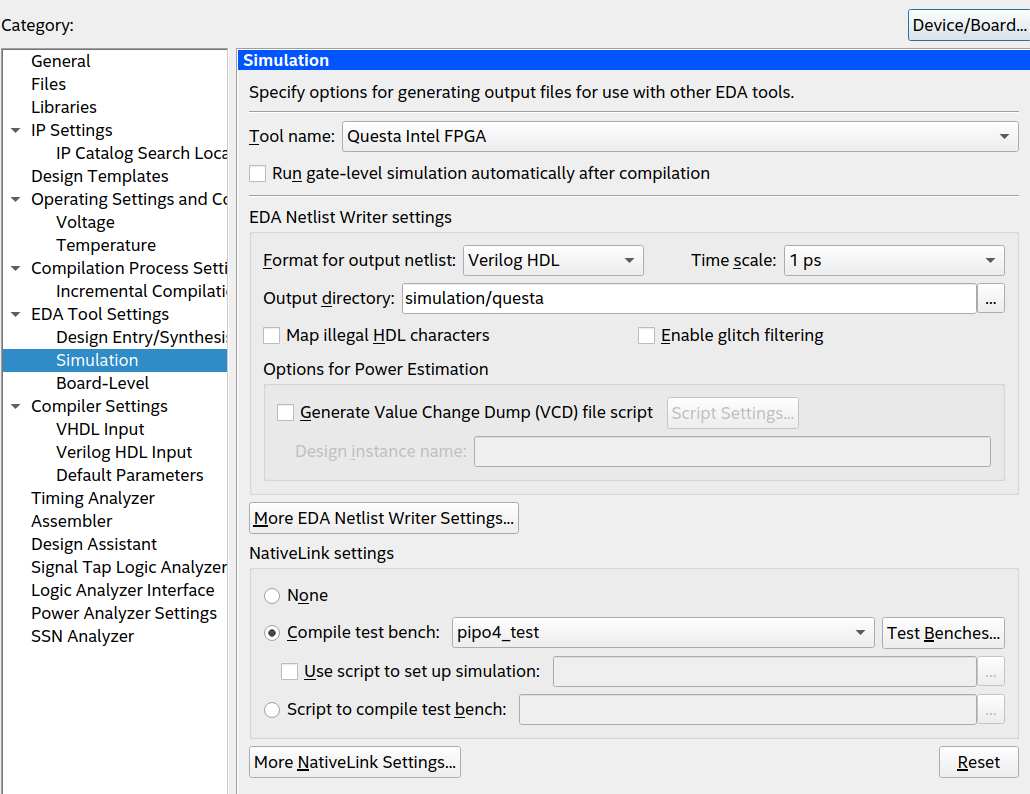 Category:
Device/Board...
General
Files
Libraries
IP Settings
IP Catalog Search Loca
Design Templates
Operating Settings and Co
Voltage
Temperature
Compilation Process Setti
Incremental Compilati
EDA Tool Settings
Design Entry/Synthesis
Simulation
Board-Level
Compiler Settings
VHDL Input
Verilog HDL Input
Default Parameters
Timing Analyzer
Assembler
Design Assistant
Signal Tap Logic Analyzer
Logic Analyzer Interface
Power Analyzer Settings
SSN Analyzer
Simulation
Specify options for generating output files for use with other EDA tools.
Tool name: Questa Intel FPGA
Run gate-level simulation automatically after compilation
EDA Netlist Writer settings
Format for output netlist: Verilog HDL Time scale: 1 ps
Output directory: simulation/questa ...
Map illegal HDL characters Enable glitch filtering
Options for Power Estimation
Generate Value Change Dump (VCD) file script Script Settings...
Design instance name:
More EDA Netlist Writer Settings...
NativeLink settings
None
Compile test bench: pipo4_test Test Benches...
Use script to set up simulation: ...
Script to compile test bench: ...
More NativeLink Settings... Reset